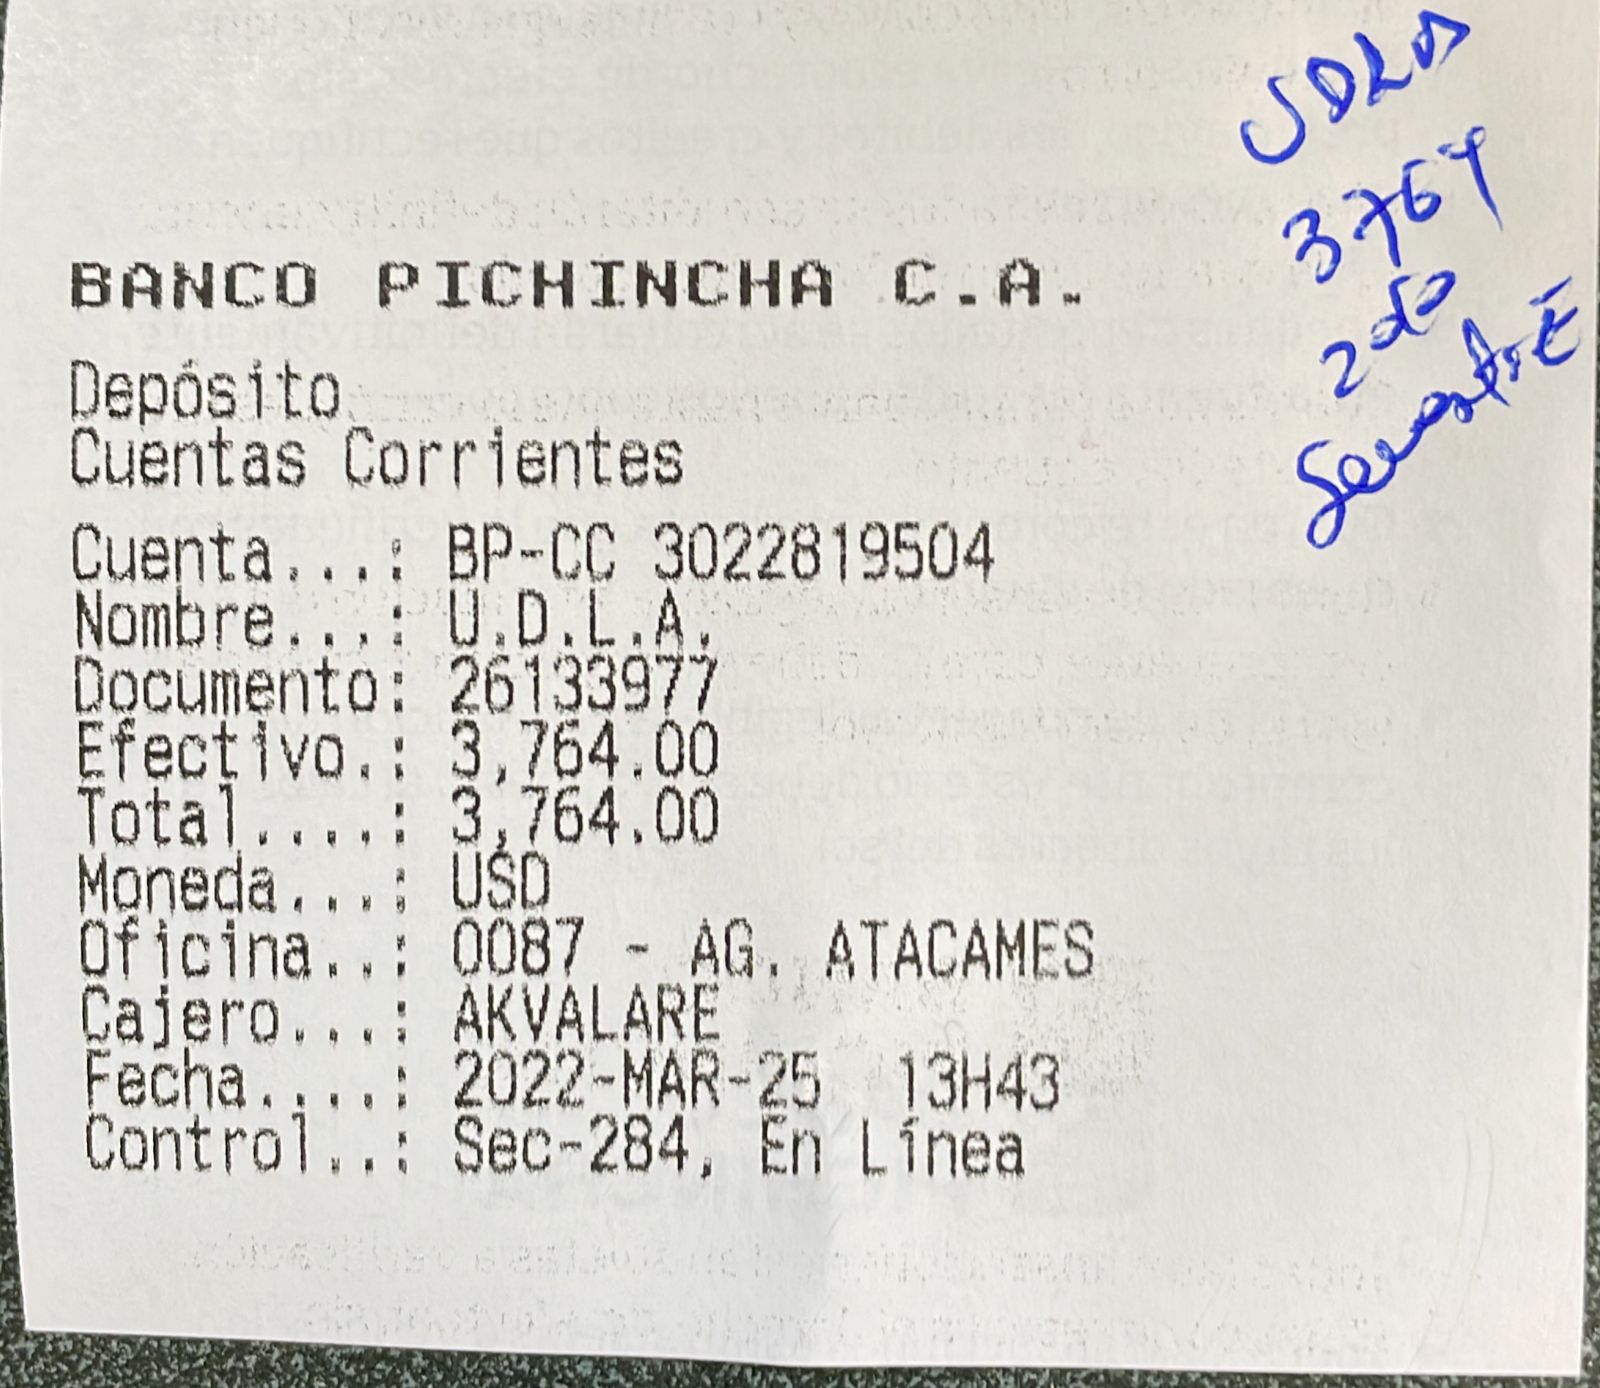 UDLA
3764
2do
Semestre
BANCO PICHINCHA C.A.
Depósito
Cuentas Corrientes
Cuenta...: BP-CC 3022819504
Nombre...: U.D.L.A.
Documento: 26133977
Efectivo.: 3,764.00
Total....: 3,764.00
Moneda...: USD
Oficina..: 0087 - AG. ATACAMES
Cajero...: AKVALARE
Fecha....: 2022-MAR-25 13H43
Control..: Sec-284, En Línea